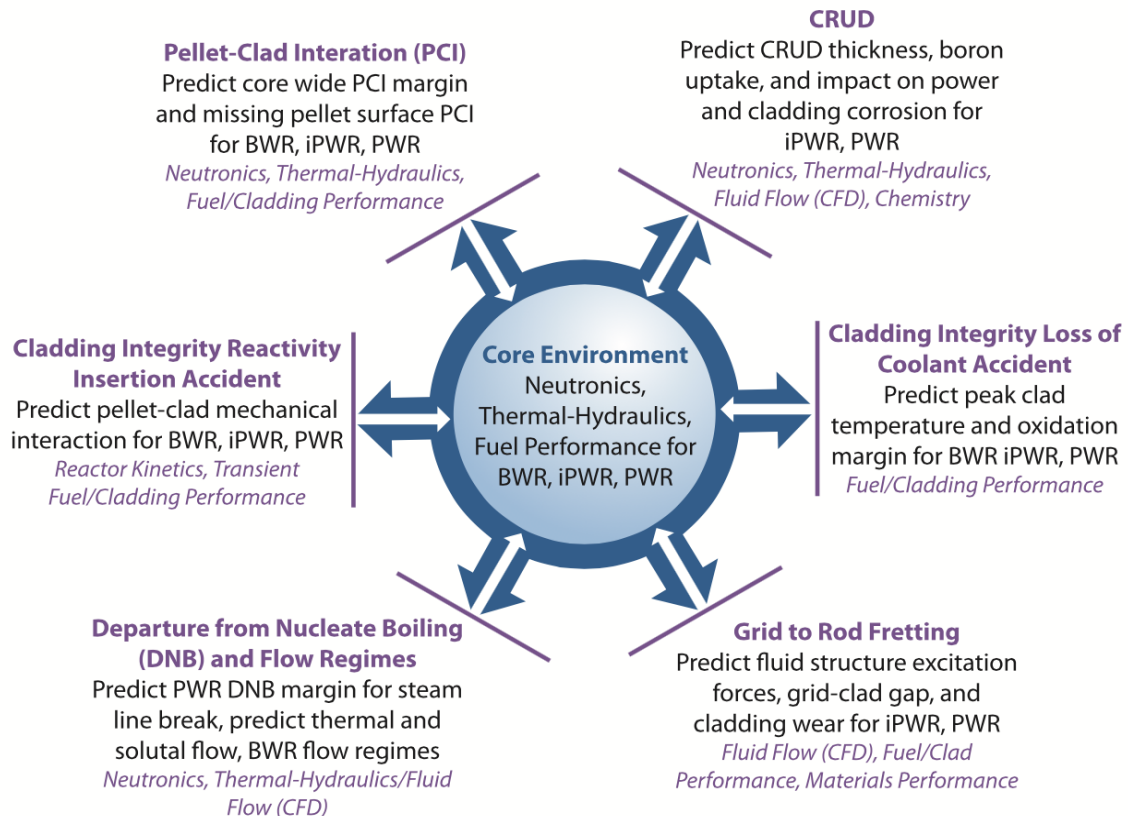 Pellet-Clad Interation (PCI)
Predict core wide PCI margin
and missing pellet surface PCI
for BWR, iPWR, PWR
Neutronics, Thermal-Hydraulics,
Fuel/Cladding Performance
CRUD
Predict CRUD thickness, boron
uptake, and impact on power
and cladding corrosion for
iPWR, PWR
Neutronics, Thermal-Hydraulics,
Fluid Flow (CFD), Chemistry
Cladding Integrity Reactivity
Insertion Accident
Predict pellet-clad mechanical
interaction for BWR, iPWR, PWR
Reactor Kinetics, Transient
Fuel/Cladding Performance
Core Environment
Neutronics,
Thermal-Hydraulics,
Fuel Performance for
BWR, iPWR, PWR
Cladding Integrity Loss of
Coolant Accident
Predict peak clad
temperature and oxidation
margin for BWR iPWR, PWR
Fuel/Cladding Performance
Departure from Nucleate Boiling
(DNB) and Flow Regimes
Predict PWR DNB margin for steam
line break, predict thermal and
solutal flow, BWR flow regimes
Neutronics, Thermal-Hydraulics/Fluid
Flow (CFD)
Grid to Rod Fretting
Predict fluid structure excitation
forces, grid-clad gap, and
cladding wear for iPWR, PWR
Fluid Flow (CFD), Fuel/Clad
Performance, Materials Performance